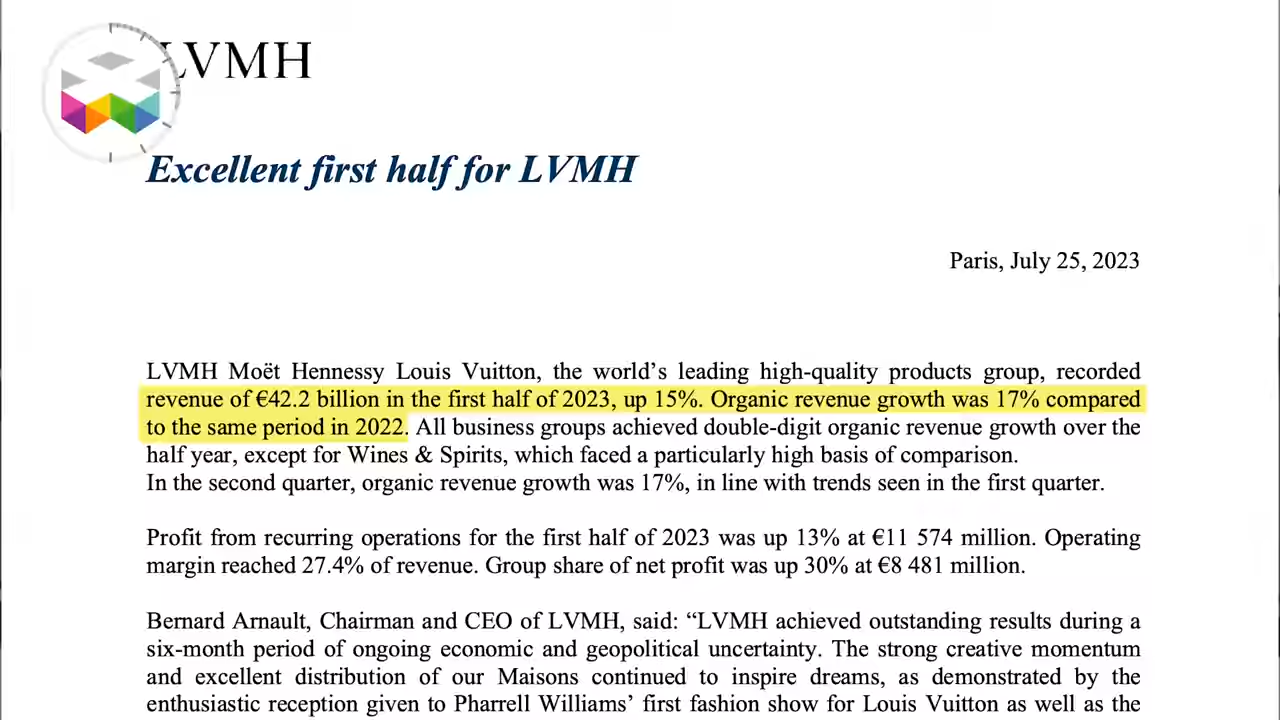 LVMH
Excellent first half for LVMH
Paris, July 25, 2023
LVMH Moët Hennessy Louis Vuitton, the world’s leading high-quality products group, recorded
revenue of €42.2 billion in the first half of 2023, up 15%. Organic revenue growth was 17% compared
to the same period in 2022. All business groups achieved double-digit organic revenue growth over the
half year, except for Wines & Spirits, which faced a particularly high basis of comparison.
In the second quarter, organic revenue growth was 17%, in line with trends seen in the first quarter.
Profit from recurring operations for the first half of 2023 was up 13% at €11 574 million. Operating
margin reached 27.4% of revenue. Group share of net profit was up 30% at €8 481 million.
Bernard Arnault, Chairman and CEO of LVMH, said: “LVMH achieved outstanding results during a
six-month period of ongoing economic and geopolitical uncertainty. The strong creative momentum
and excellent distribution of our Maisons continued to inspire dreams, as demonstrated by the
enthusiastic reception given to Pharrell Williams’ first fashion show for Louis Vuitton as well as the